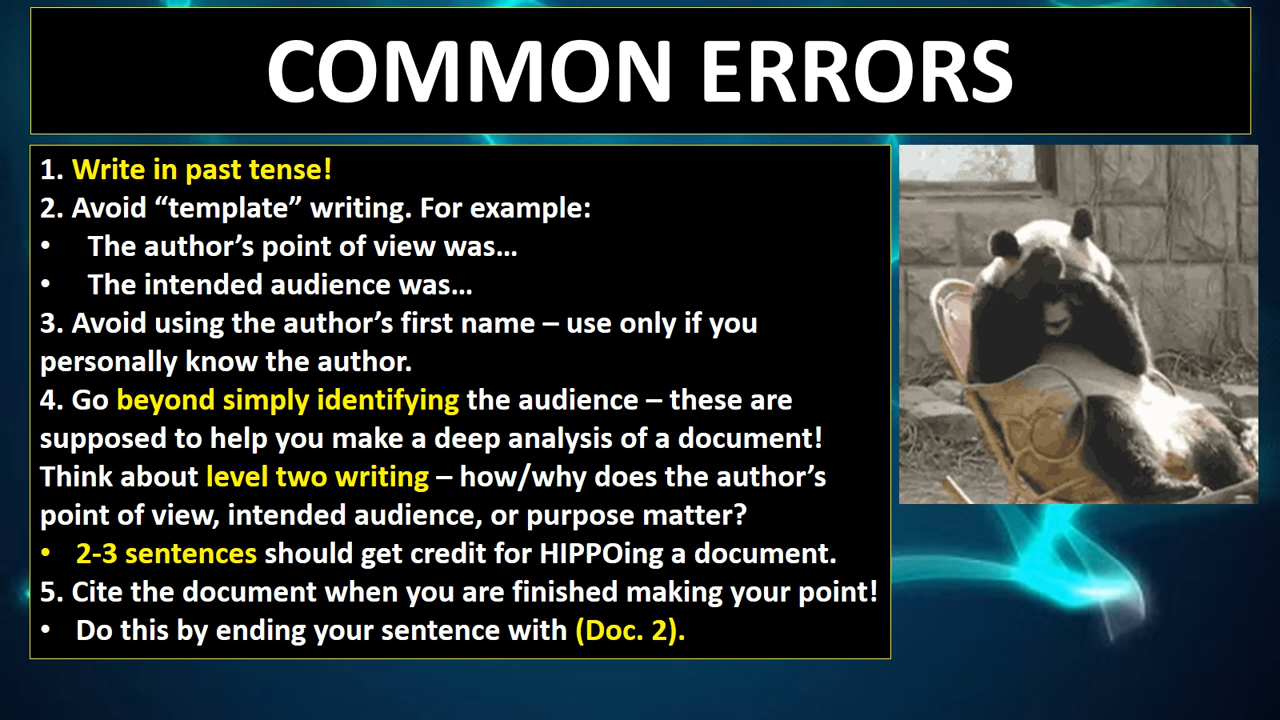 COMMON ERRORS
1. Write in past tense!
2. Avoid “template” writing. For example:
• The author’s point of view was…
• The intended audience was…
3. Avoid using the author’s first name – use only if you
personally know the author.
4. Go beyond simply identifying the audience – these are
supposed to help you make a deep analysis of a document!
Think about level two writing – how/why does the author’s
point of view, intended audience, or purpose matter?
• 2-3 sentences should get credit for HIPPOing a document.
5. Cite the document when you are finished making your point!
• Do this by ending your sentence with (Doc. 2).